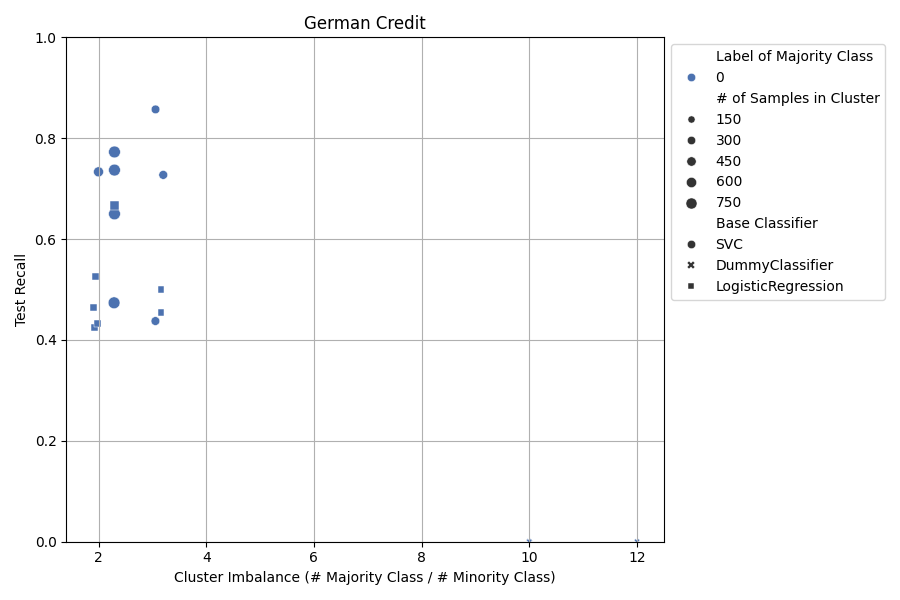 German Credit
1.0
0.8
0.6
0.4
0.2
0.0
Test Recall
2
4
6
8
10
12
Cluster Imbalance (# Majority Class / # Minority Class)
Label of Majority Class
0
# of Samples in Cluster
150
300
450
600
750
Base Classifier
SVC
DummyClassifier
LogisticRegression